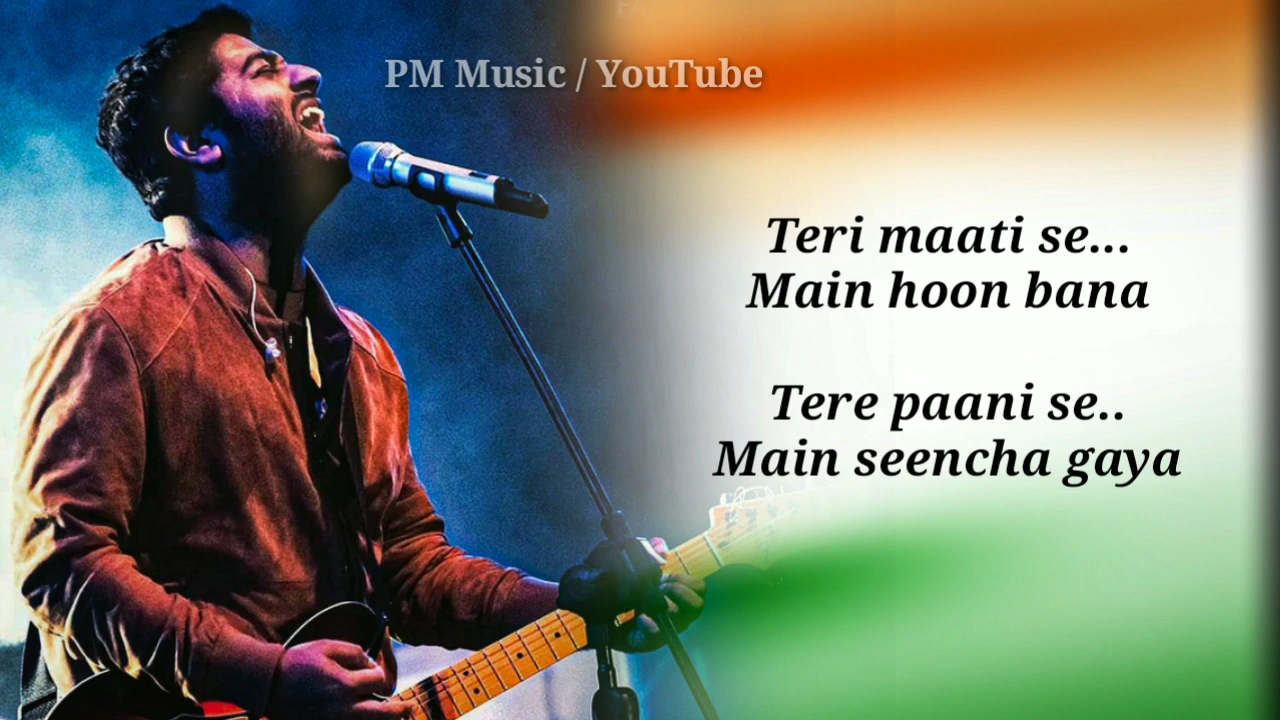 PM Music / YouTube
Teri maati se...
Main hoon bana
Tere paani se..
Main seencha gaya